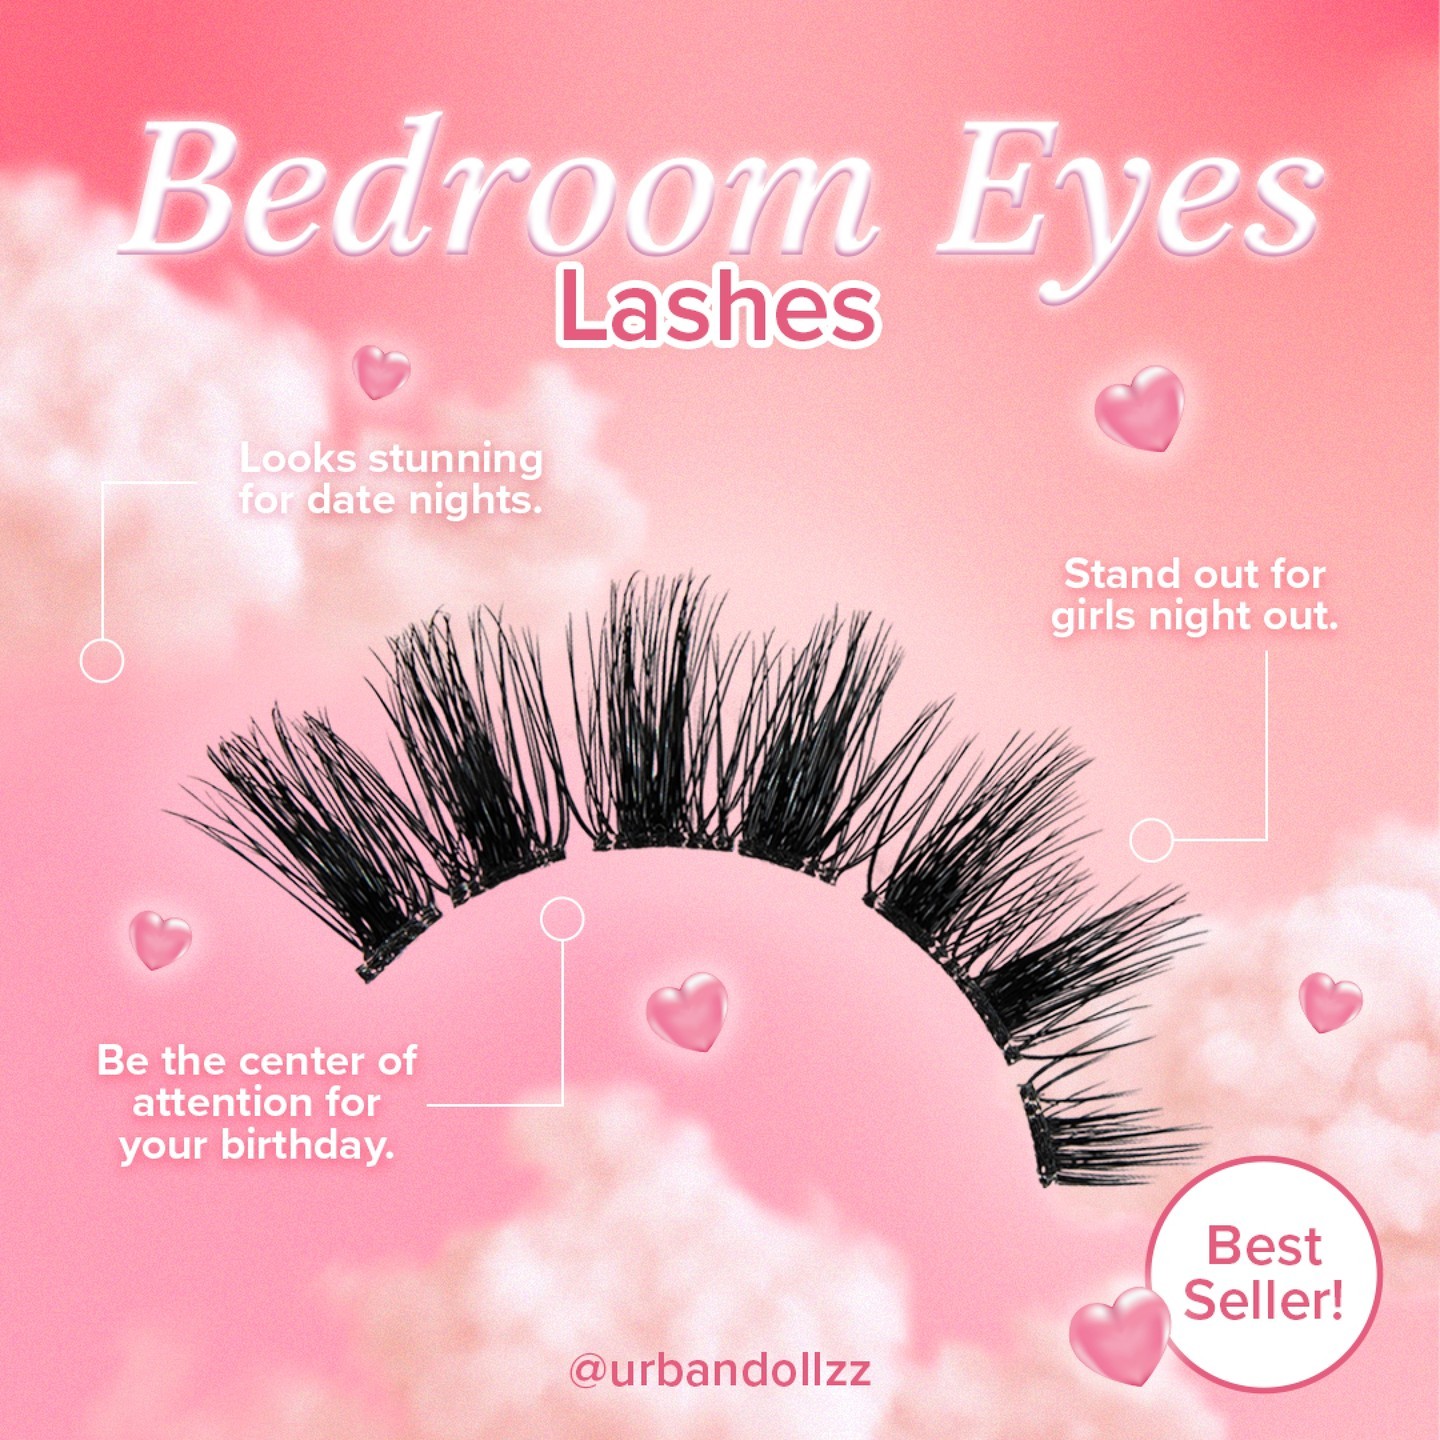 Bedroom Eyes
Lashes
Looks stunning
for date nights.
Stand out for
girls night out.
Be the center of
attention for
your birthday.
Best
Seller!
@urbandollzz